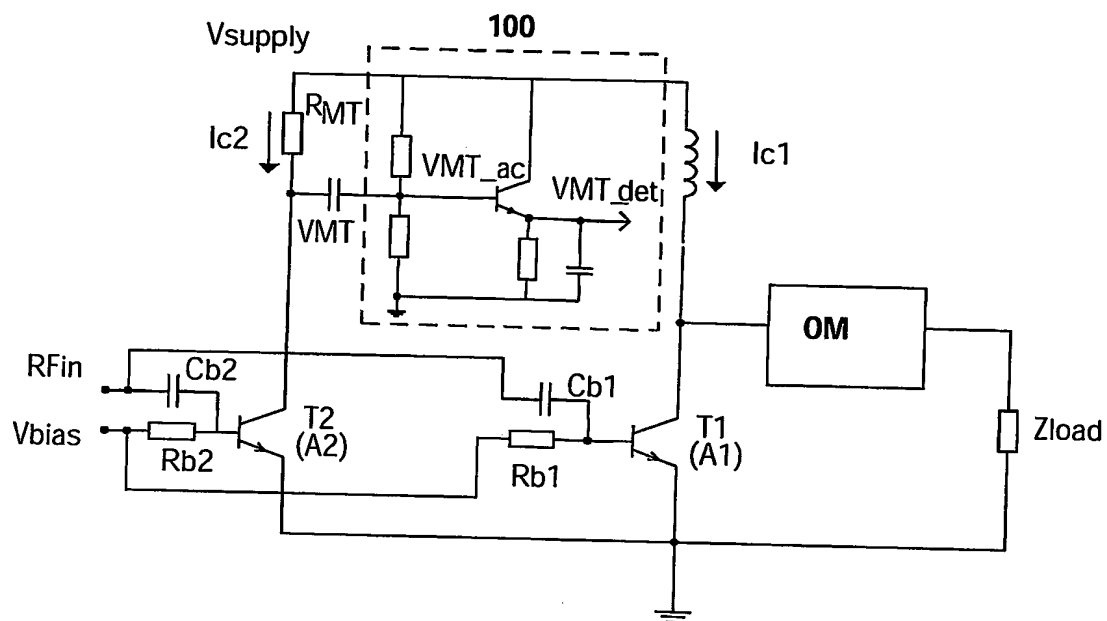 100
Vsupply
RMT
Ic2
VMT_ac
VMT_det
Ic1
VMT
OM
RFin
Cb2
Cb1
Vbias
T2
(A2)
T1
(A1)
Zload
Rb2
Rb1